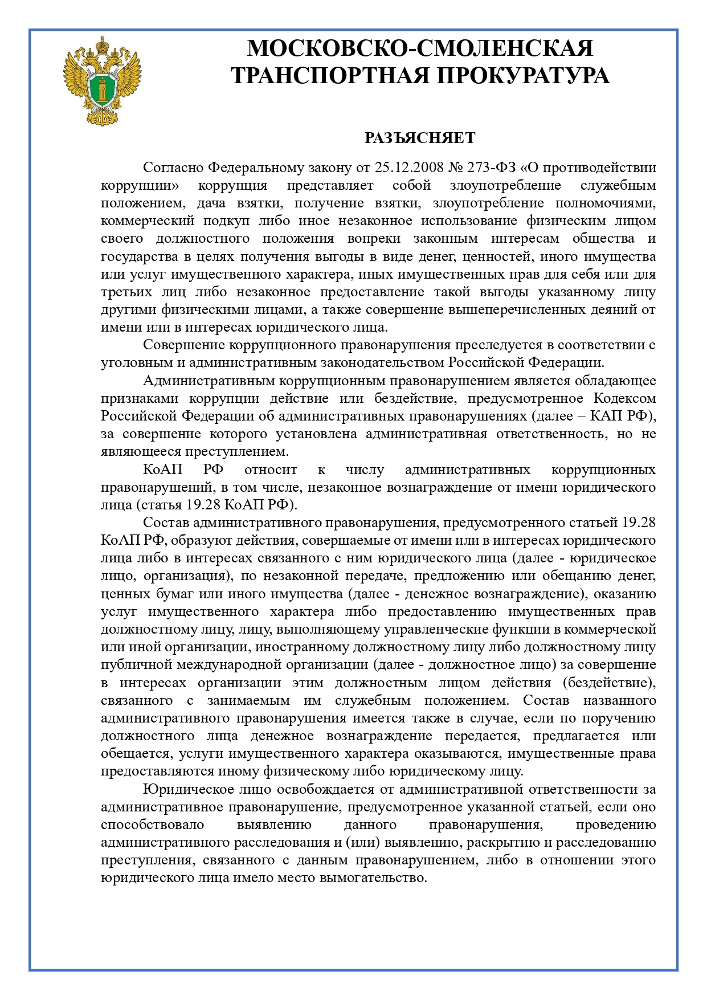 МОСКОВСКО-СМОЛЕНСКАЯ
ТРАНСПОРТНАЯ ПРОКУРАТУРА
РАЗЪЯСНЯЕТ
Согласно Федеральному закону от 25.12.2008 № 273-ФЗ «О противодействии
коррупции» коррупция представляет собой злоупотребление служебным
положением, дача взятки, получение взятки, злоупотребление полномочиями,
коммерческий подкуп либо иное незаконное использование физическим лицом
своего должностного положения вопреки законным интересам общества и
государства в целях получения выгоды в виде денег, ценностей, иного имущества
или услуг имущественного характера, иных имущественных прав для себя или для
третьих лиц либо незаконное предоставление такой выгоды указанному лицу
другими физическими лицами, а также совершение вышеперечисленных деяний от
имени или в интересах юридического лица.
Совершение коррупционного правонарушения преследуется в соответствии с
уголовным и административным законодательством Российской Федерации.
Административным коррупционным правонарушением является обладающее
признаками коррупции действие или бездействие, предусмотренное Кодексом
Российской Федерации об административных правонарушениях (далее – КАП РФ),
за совершение которого установлена административная ответственность, но не
являющееся преступлением.
КоАП РФ относит к числу административных коррупционных
правонарушений, в том числе, незаконное вознаграждение от имени юридического
лица (статья 19.28 КоАП РФ).
Состав административного правонарушения, предусмотренного статьей 19.28
КоАП РФ, образуют действия, совершаемые от имени или в интересах юридического
лица либо в интересах связанного с ним юридического лица (далее - юридическое
лицо, организация), по незаконной передаче, предложению или обещанию денег,
ценных бумаг или иного имущества (далее - денежное вознаграждение), оказанию
услуг имущественного характера либо предоставлению имущественных прав
должностному лицу, лицу, выполняющему управленческие функции в коммерческой
или иной организации, иностранному должностному лицу либо должностному лицу
публичной международной организации (далее - должностное лицо) за совершение
в интересах организации этим должностным лицом действия (бездействие),
связанного с занимаемым им служебным положением. Состав названного
административного правонарушения имеется также в случае, если по поручению
должностного лица денежное вознаграждение передается, предлагается или
обещается, услуги имущественного характера оказываются, имущественные права
предоставляются иному физическому либо юридическому лицу.
Юридическое лицо освобождается от административной ответственности за
административное правонарушение, предусмотренное указанной статьей, если оно
способствовало выявлению данного правонарушения, проведению
административного расследования и (или) выявлению, раскрытию и расследованию
преступления, связанного с данным правонарушением, либо в отношении этого
юридического лица имело место вымогательство.